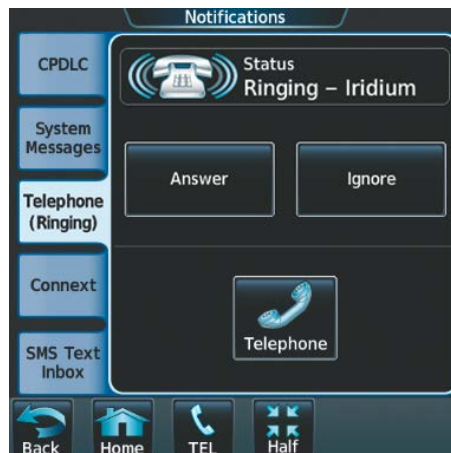 Notifications
CPDLC
System
Messages
Telephone
(Ringing)
Connext
SMS Text
Inbox
Status
Ringing – Iridium
Answer
Ignore
Telephone
Back
Home
TEL
Half